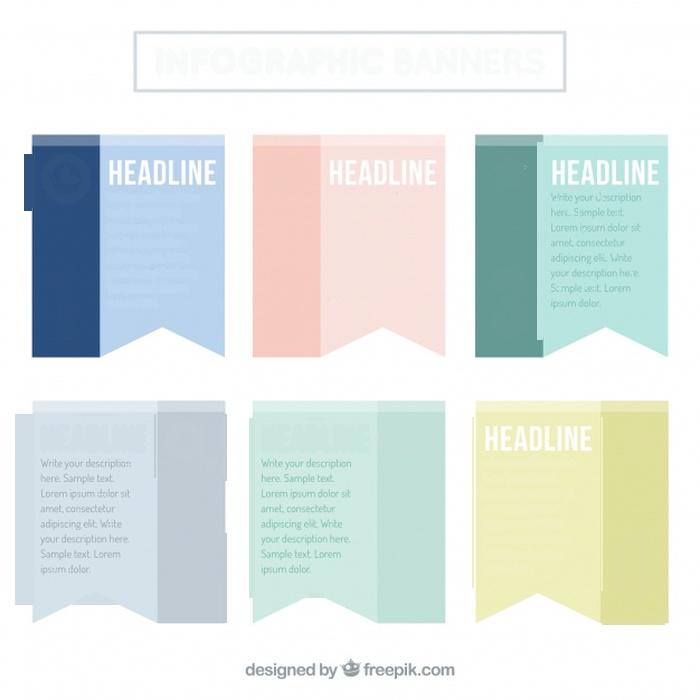 INFOGRAPHIC BANNERS
HEADLINE
HEADLINE
HEADLINE
Write your description
here. Sample text.
Lorem ipsum dolor sit
amet, consectetur
adipiscing elit. Write
your description here.
Sample text. Lorem
ipsum dolor.
HEADLINE
Write your description
here. Sample text.
Lorem ipsum dolor sit
amet, consectetur
adipiscing elit. Write
your description here.
Sample text. Lorem
ipsum dolor.
HEADLINE
Write your description
here. Sample text.
Lorem ipsum dolor sit
amet, consectetur
adipiscing elit. Write
your description here.
Sample text. Lorem
ipsum dolor.
HEADLINE
designed by freepik.com